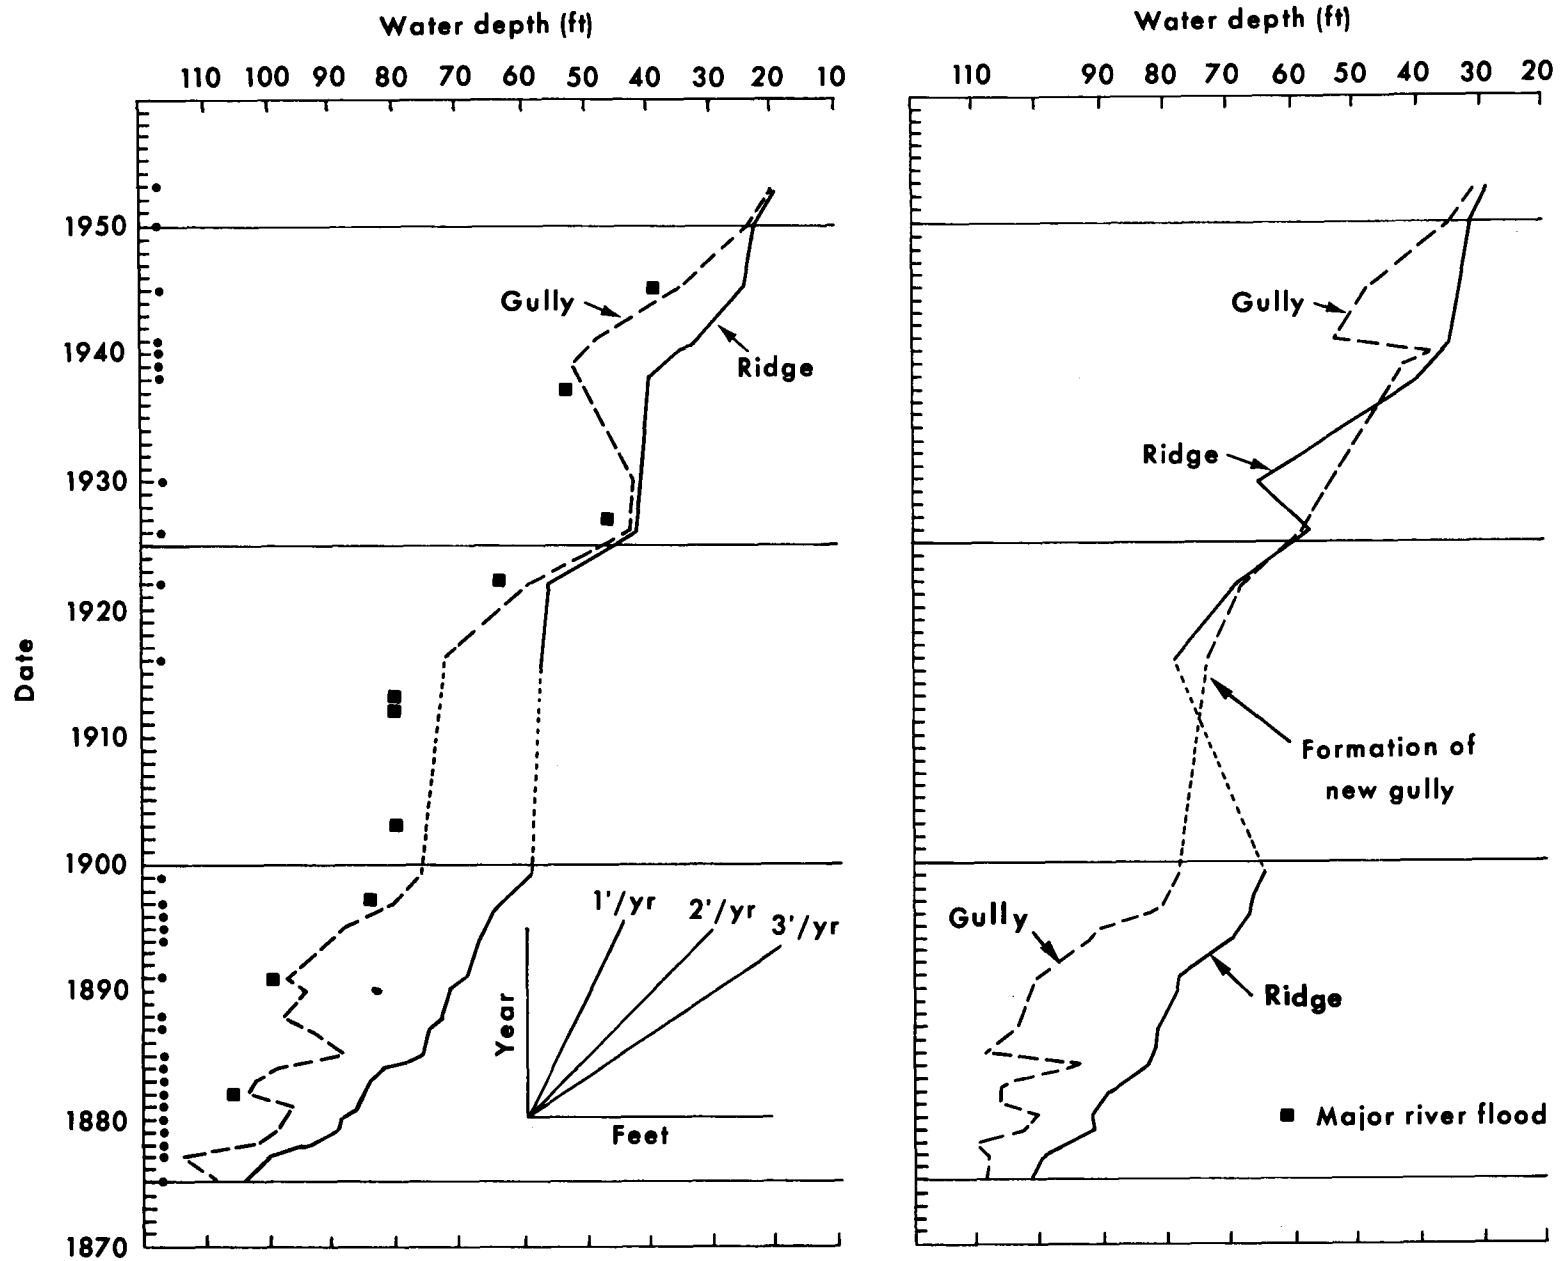 Water depth (ft)
110 100 90 80 70 60 50 40 30 20 10
1950
1940
1930
1920
1910
1900
1890
1880
1870
Date
Gully
Ridge
1'/yr
2'/yr
3'/yr
Year
Feet
Water depth (ft)
110 90 80 70 60 50 40 30 20
Gully
Ridge
Formation of
new gully
Gully
Ridge
Major river flood